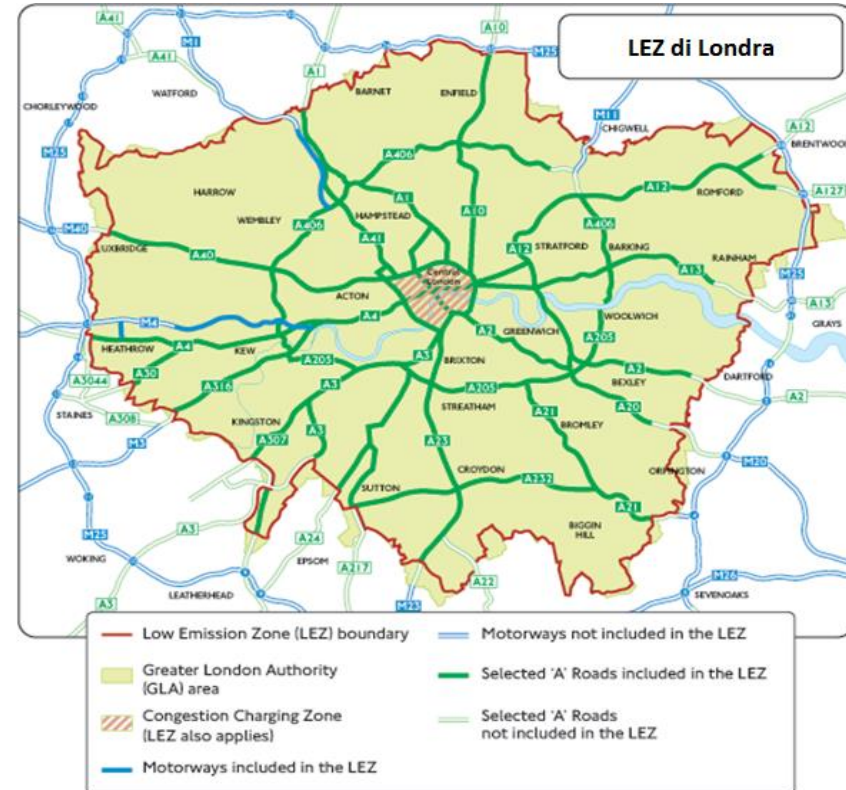 LEZ di Londra
A41
M1
A10
A1
M25
A41
WATFORD
BARNET
ENFIELD
CHORLEYWOOD
M11
CHIGWELL
A12
BRENTWOO
M25
A406
HARROW
A12
ROMFORD
A127
A1
WEMBLEY
HAMPSTEAD
A406
A10
A406
M40
A41
STRATFORD
BARKING
UXBRIDGE
A12
A40
RAINHAM
M25
Central
London
A13
ACTON
A13
M4
A4
WOOLWICH
GRAYS
HEATHROW
A4
KEW
A2
GREENWICH
A205
A205
A3
BRIXTON
A30
A2
A3044
A316
A3
A205
BEXLEY
DARTFORD
STREATHAM
A2
STAINES
A308
KINGSTON
A21
A20
A307
A3
BROMLEY
M3
A23
M20
CROYDON
ORPINGTON
SUTTON
A232
A21
M25
A3
BIGGIN
HILL
WOKING
A24
EPSOM
A217
A22
M26
LEATHERHEAD
A3
M23
SEVENOAKS
Low Emission Zone (LEZ) boundary
Greater London Authority
(GLA) area
Congestion Charging Zone
(LEZ also applies)
Motorways included in the LEZ
Motorways not included in the LEZ
Selected 'A' Roads included in the LEZ
Selected 'A' Roads
not included in the LEZ